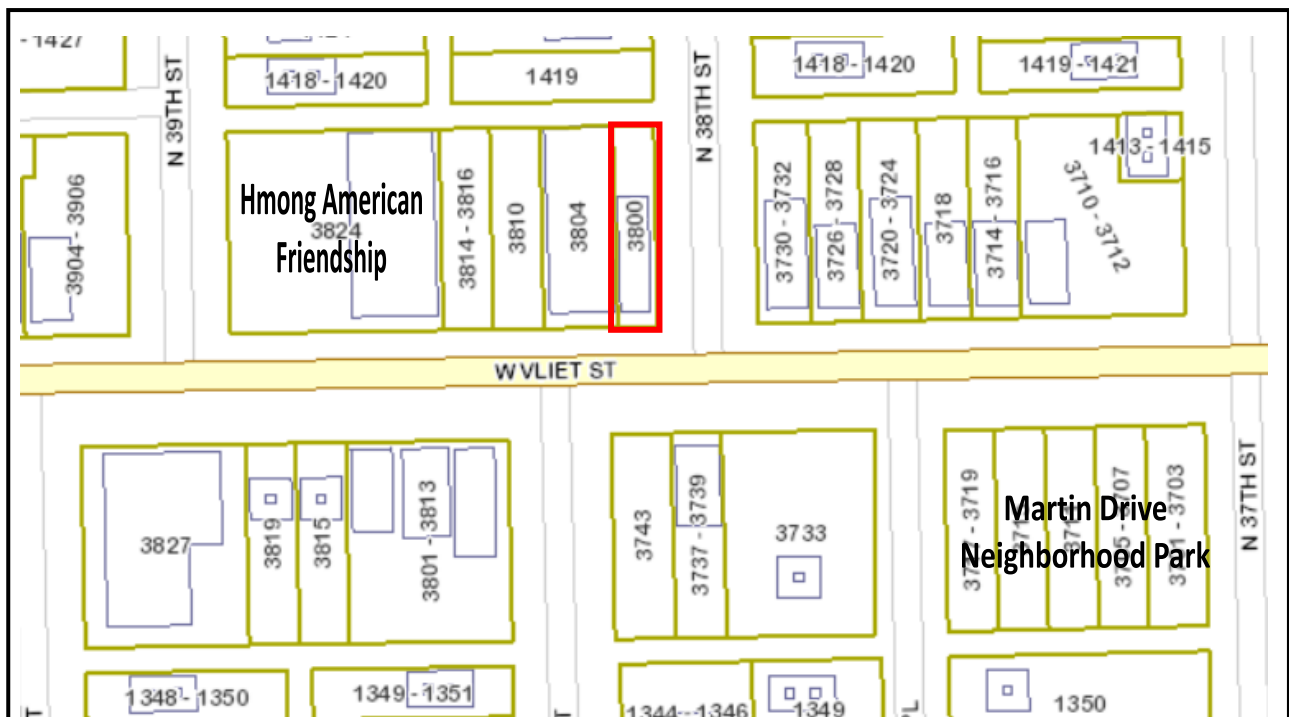 - 1427
N 39TH ST
1418 - 1420
1419
N 38TH ST
1418 - 1420
1419 - 1421
1413 - 1415
3904 - 3906
Hmong American
3824
Friendship
3814 - 3816
3810
3804
3800
3730 - 3732
3726 - 3728
3720 - 3724
3718
3714 - 3716
3710 - 3712
W VLIET ST
3827
3819
3815
3801 - 3813
3743
3737 - 3739
3733
Martin Drive
Neighborhood Park
N 37TH ST
1348 - 1350
1349 - 1351
1344 - 1346
1349
PL
1350